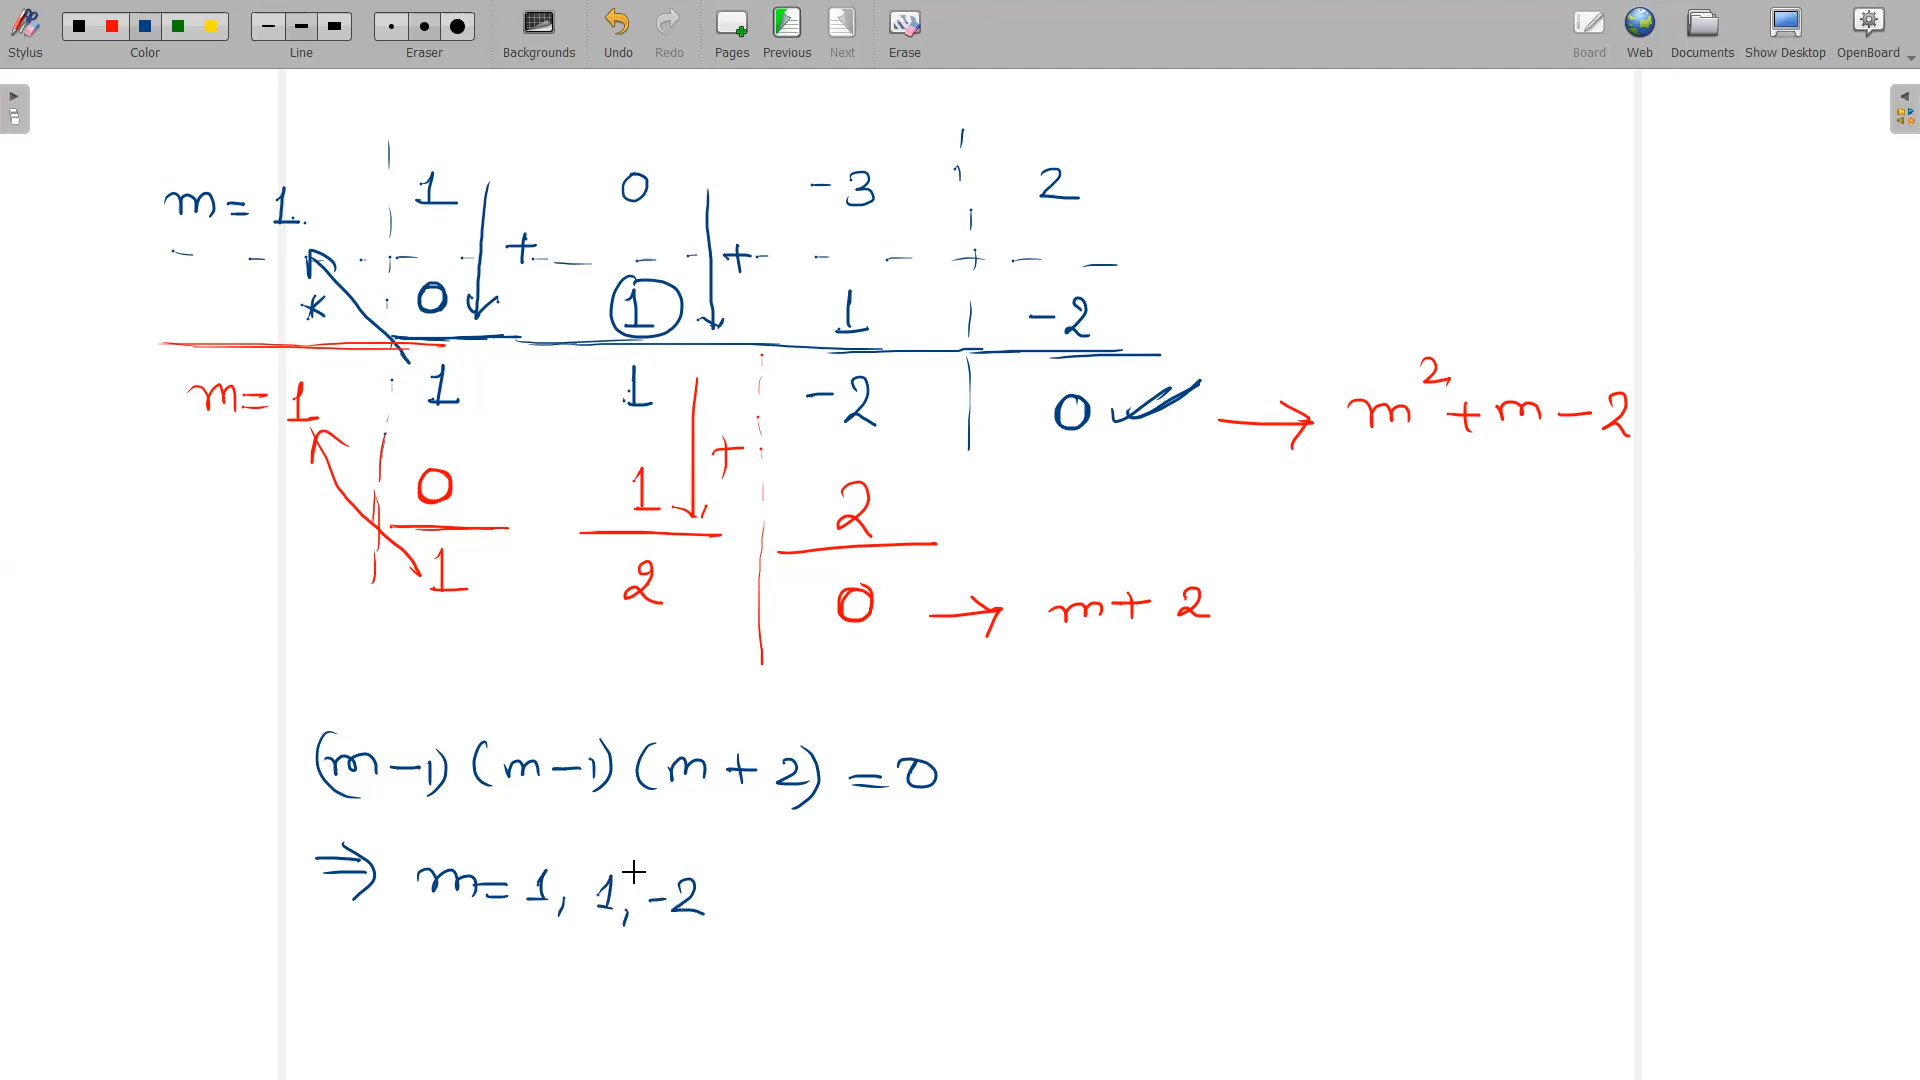 Stylus Color Line Eraser Backgrounds Undo Redo Pages Previous Next Erase Board Web Documents Show Desktop OpenBoard
m = 1. 1 0 -3 2
+ +
* 0 1 1 -2
m = 1 1 1 -2 0 ✓ → m² + m - 2
+
0 1 2
1 2 0 → m + 2
(m-1) (m-1) (m + 2) = 0
⇒ m = 1, 1, -2